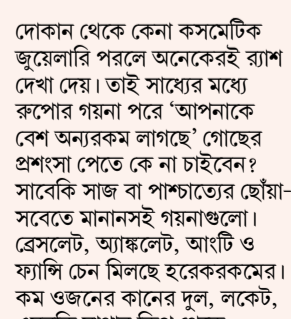 দোকান থেকে কেনা কসমেটিক
জুয়েলারি পরলে অনেকেরই র‍্যাশ
দেখা দেয়। তাই সাধ্যের মধ্যে
রুপোর গয়না পরে ‘আপনাকে
বেশ অন্যরকম লাগছে’ গোছের
প্রশংসা পেতে কে না চাইবেন?
সাবেকি সাজ বা পাশ্চাত্যের ছোঁয়া-
সবেতে মানানসই গয়নাগুলো।
ব্রেসলেট, অ্যাঙ্কলেট, আংটি ও
ফ্যান্সি চেন মিলছে হরেকরকমের।
কম ওজনের কানের দুল, লকেট,